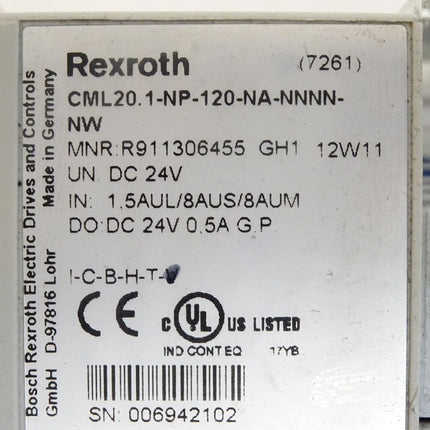 Rexroth (7261)
CML20.1-NP-120-NA-NNNN-
NW
MNR:R911306455 GH1 12W11
UN: DC 24V
IN: 1,5AUL/8AUS/8AUM
DO:DC 24V 0.5A G.P
I-C-B-H-T-V
CE C UL US LISTED
IND CONT EQ 17YB
SN: 006942102
Bosch Rexroth Electric Drives and Controls
GmbH D-97816 Lohr Made in Germany